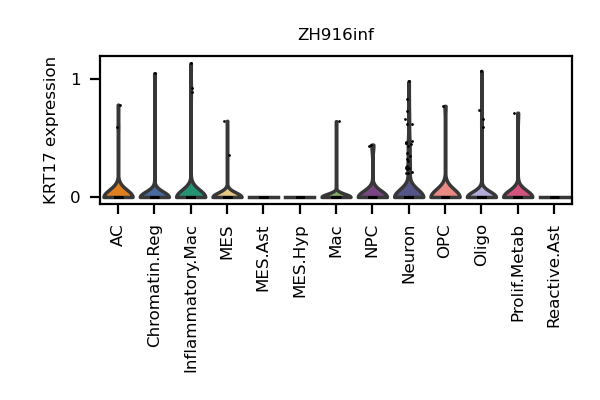 ZH916inf
KRT17 expression
1
0
AC
Chromatin.Reg
Inflammatory.Mac
MES
MES.Ast
MES.Hyp
Mac
NPC
Neuron
OPC
Oligo
Prolif.Metab
Reactive.Ast